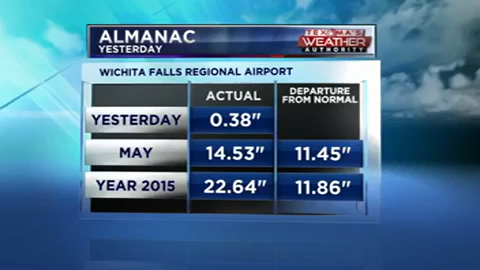 ALMANAC
YESTERDAY
TEXOMA'S
WEATHER
AUTHORITY
WICHITA FALLS REGIONAL AIRPORT
ACTUAL
DEPARTURE
FROM NORMAL
YESTERDAY 0.38"
MAY 14.53" 11.45"
YEAR 2015 22.64" 11.86"